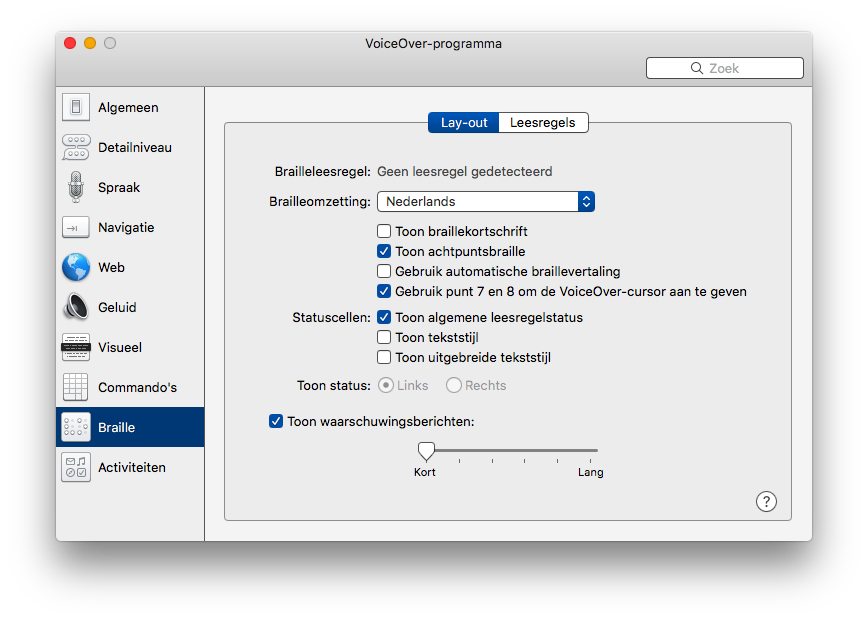 VoiceOver-programma
Zoek
Algemeen
Detailniveau
Spraak
Navigatie
Web
Geluid
Visueel
Commando's
Braille
Activiteiten
Lay-out Leesregels
Brailleleesregel: Geen leesregel gedetecteerd
Brailleomzetting: Nederlands
Toon braillekortschrift
Toon achtpuntsbraille
Gebruik automatische braillevertaling
Gebruik punt 7 en 8 om de VoiceOver-cursor aan te geven
Statuscellen: Toon algemene leesregelstatus
Toon tekststijl
Toon uitgebreide tekststijl
Toon status: Links Rechts
Toon waarschuwingsberichten:
Kort Lang
?